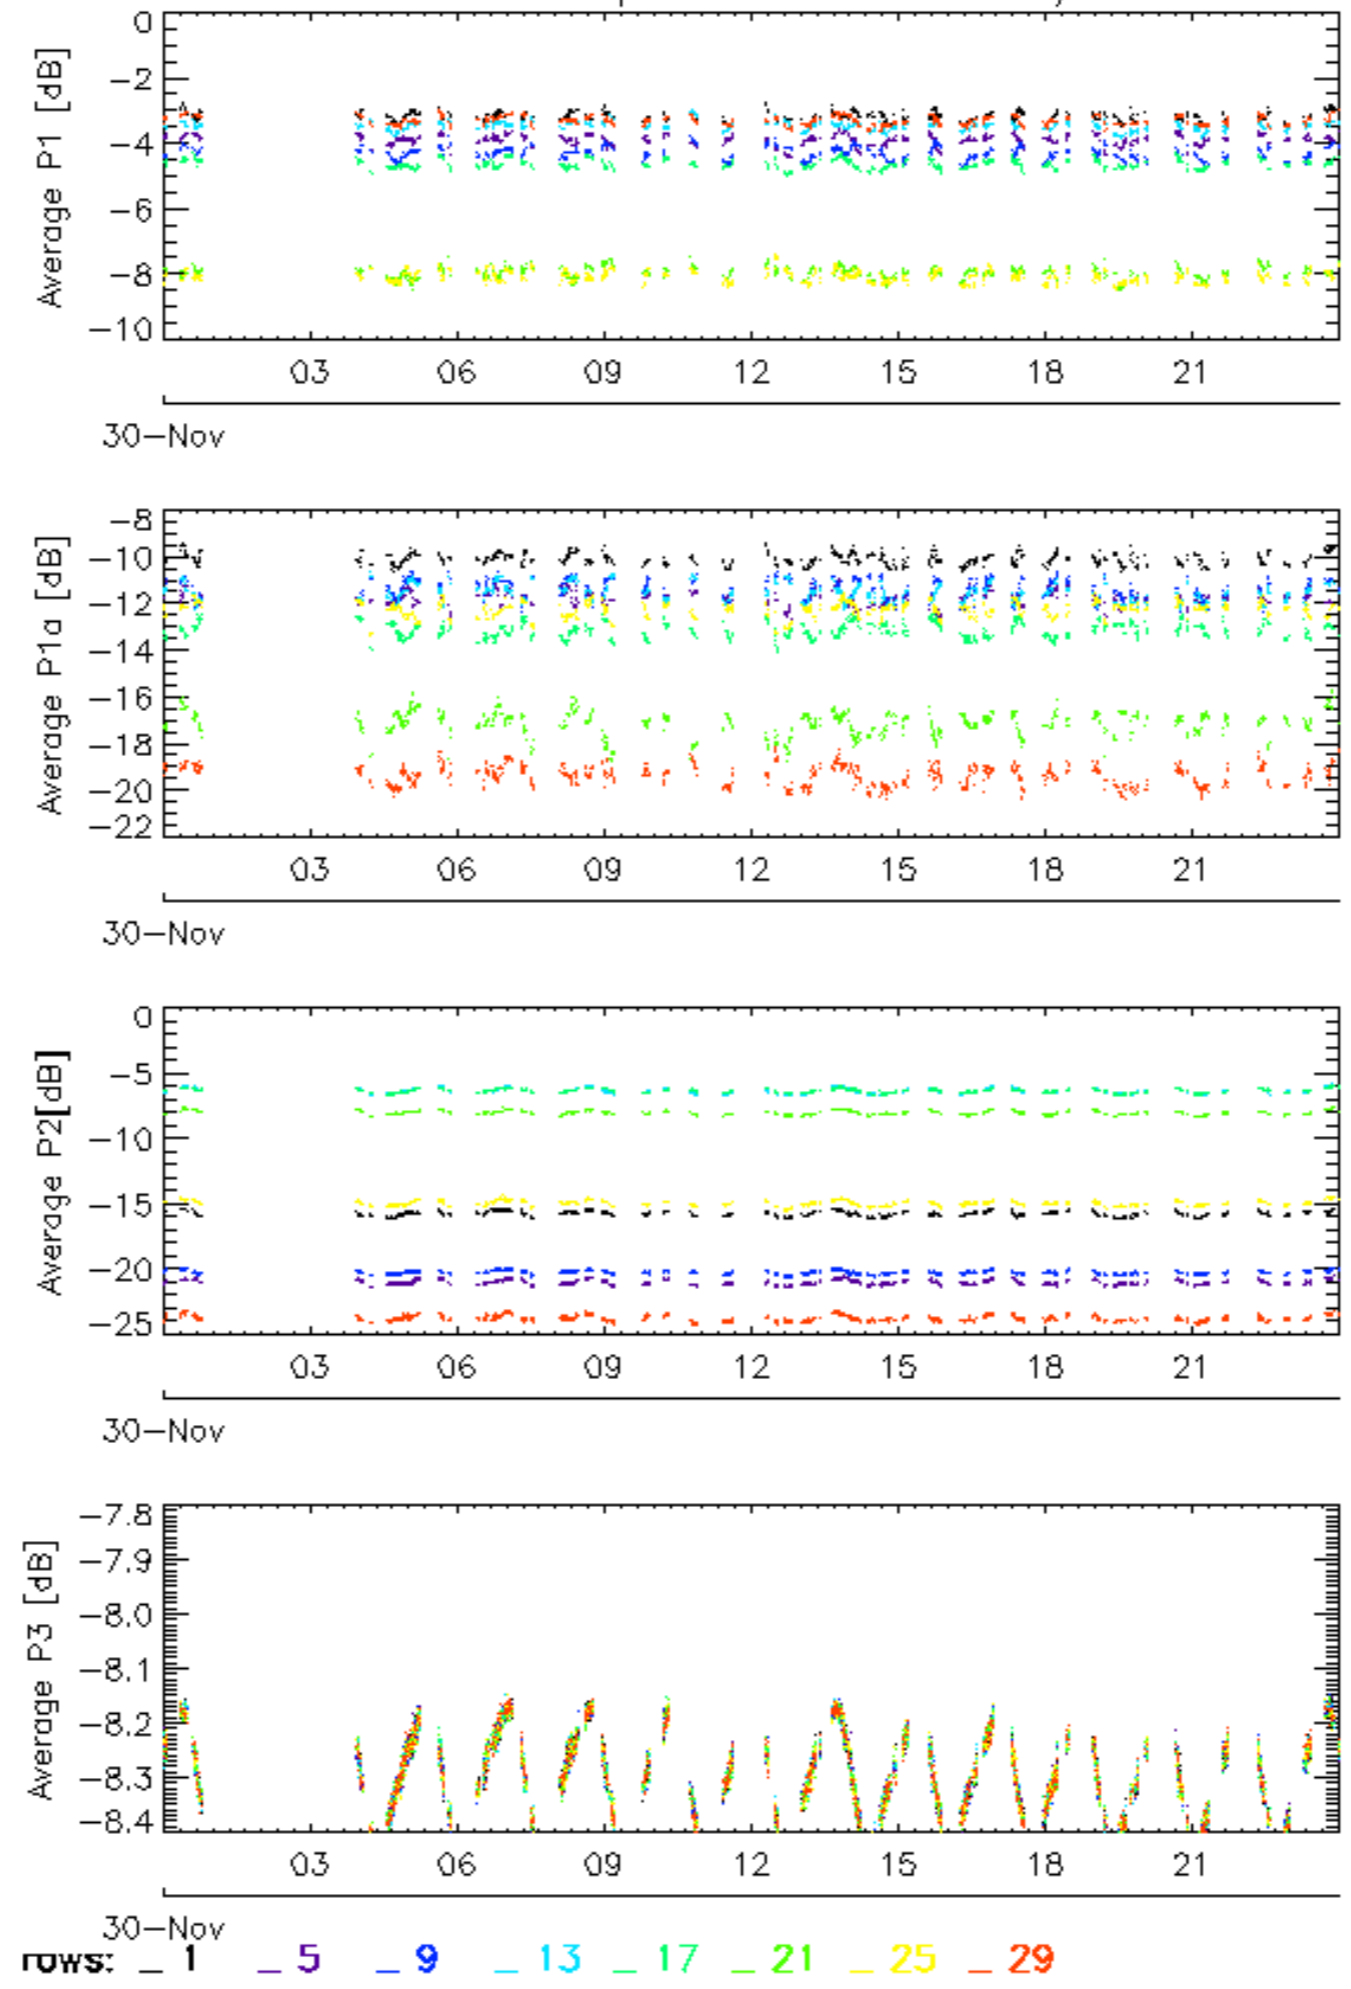 Average P1 [dB]
0
−2
−4
−6
−8
−10
03 06 09 12 15 18 21
30−Nov
Average P1a [dB]
−8
−10
−12
−14
−16
−18
−20
−22
03 06 09 12 15 18 21
30−Nov
Average P2[dB]
0
−5
−10
−15
−20
−25
03 06 09 12 15 18 21
30−Nov
Average P3 [dB]
−7.8
−7.9
−8.0
−8.1
−8.2
−8.3
−8.4
03 06 09 12 15 18 21
30−Nov
rows: _ 1 _ 5 _ 9 _ 13 _ 17 _ 21 _ 25 _ 29